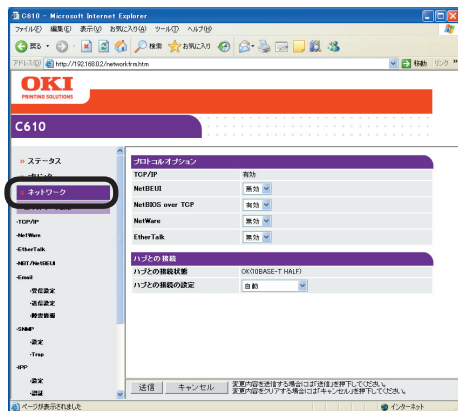 C610 - Microsoft Internet Explorer
ファイル(F) 編集(E) 表示(V) お気に入り(A) ツール(T) ヘルプ(H)
戻る 検索 お気に入り
アドレス(D) http://192.168.0.2/networkfrm.htm 移動 リンク »
OKI
PRINTING SOLUTIONS
C610
» ステータス
» ネットワーク
-TCP/IP
-NetWare
-EtherTalk
-NBT/NetBEUI
-Email
-受信設定
-送信設定
-障害情報
-SNMP
-設定
-Trap
-IPP
-設定
-認証
プロトコルオプション
TCP/IP 有効
NetBEUI 無効
NetBIOS over TCP 有効
NetWare 無効
EtherTalk 無効
ハブとの接続
ハブとの接続状態 OK(10BASE-T HALF)
ハブとの接続の設定 自動
送信 キャンセル
変更内容を送信する場合には「送信」を押下してください。
変更内容をクリアする場合には「キャンセル」を押下してください。
ページが表示されました インターネット